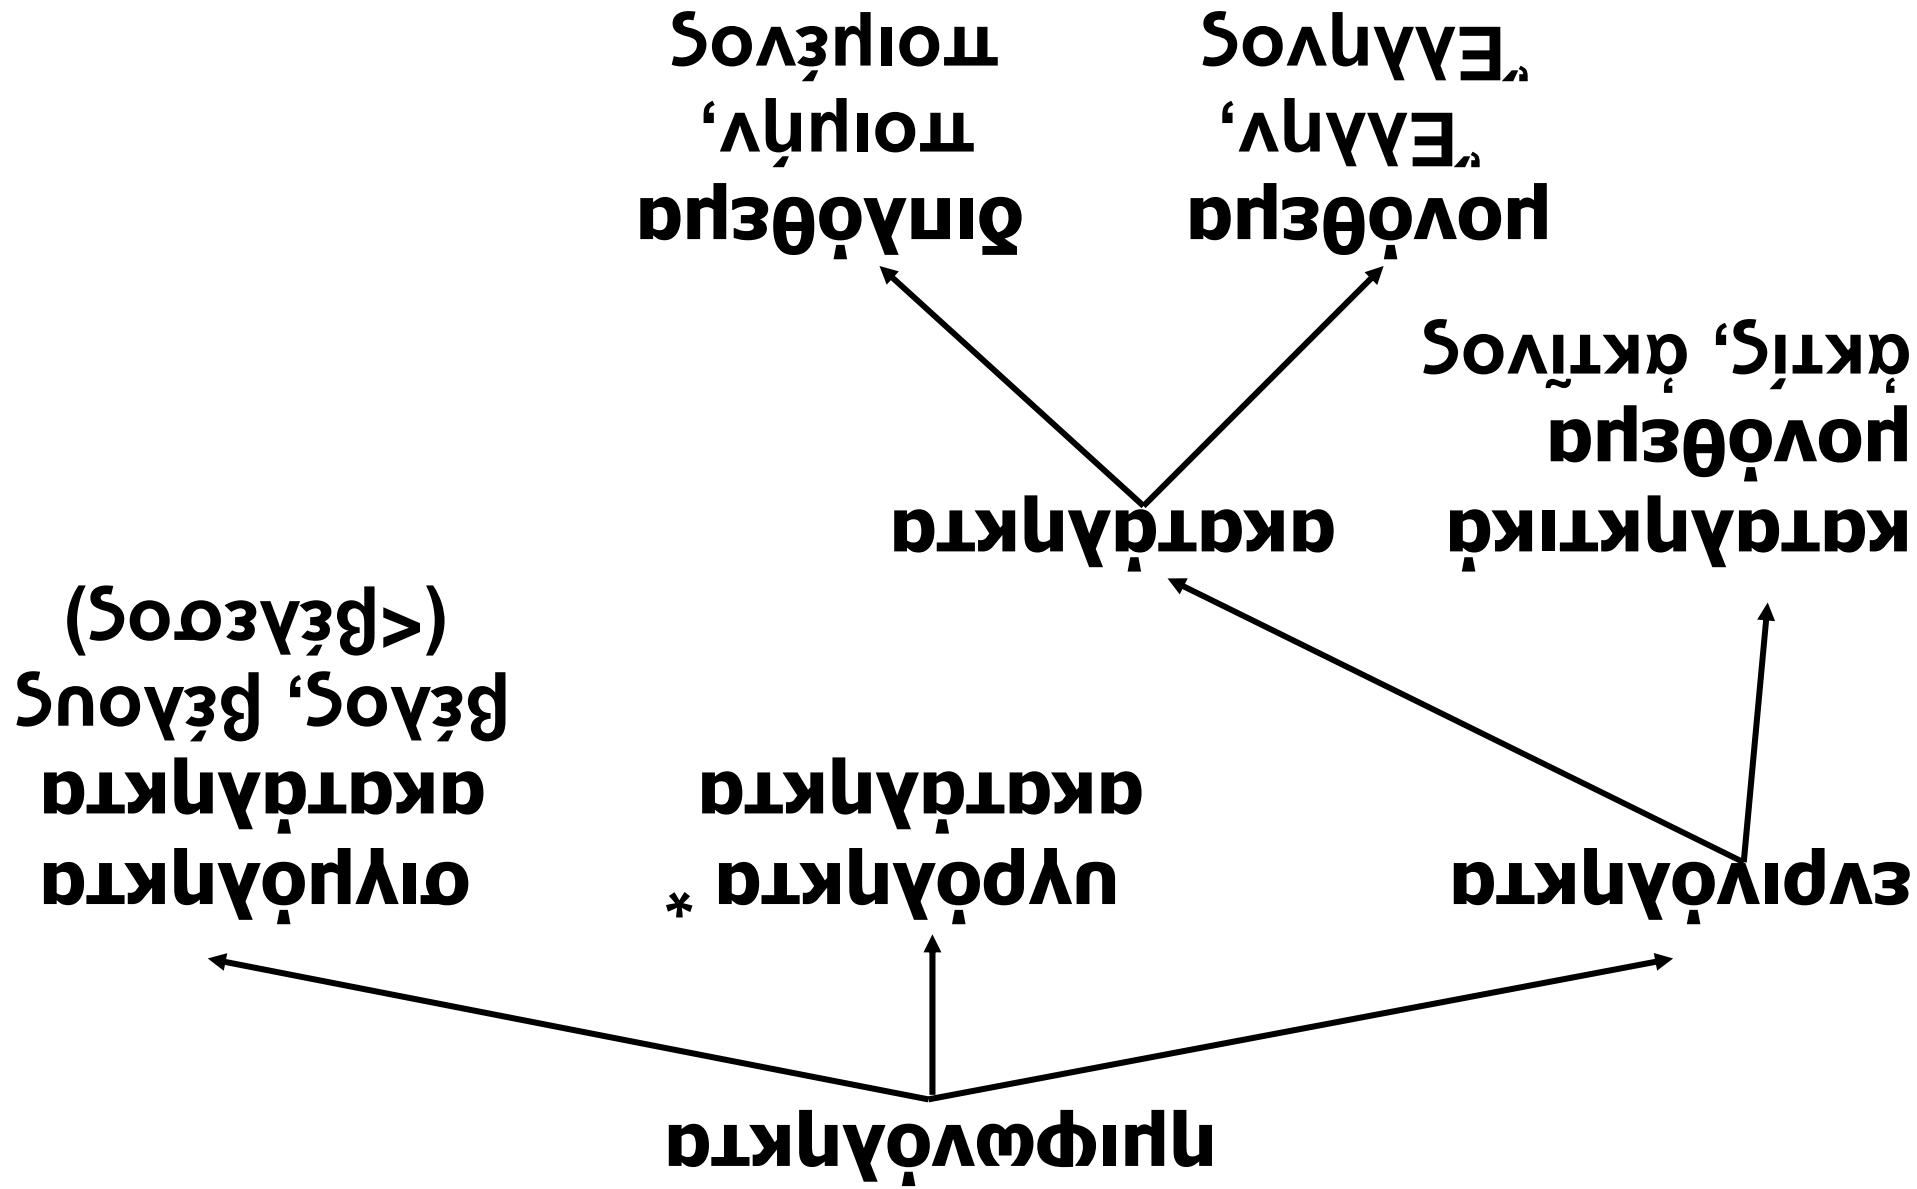 ημιφωνόληκτα
ενρινόληκτα
υγρόληκτα *
ακατάληκτα
σιγμόληκτα
ακατάληκτα
βέλος, βέλους
(<βέλεσος)
καταληκτικά
μονόθεμα
ἀκτίς, ἀκτῖνος
ακατάληκτα
μονόθεμα
Ἕλλην,
Ἕλληνος
διπλόθεμα
ποιμήν,
ποιμένος